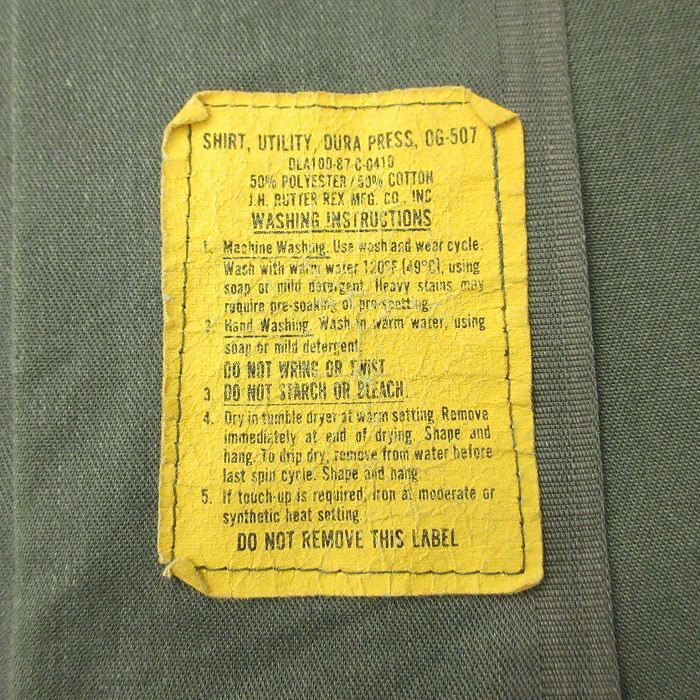 SHIRT, UTILITY, DURA PRESS, OG-507
DLA100-87-C-0410
50% POLYESTER/50% COTTON
J.H. RUTTER REX MFG. CO., INC.
WASHING INSTRUCTIONS
1. Machine Washing. Use wash and wear cycle.
Wash with warm water 120°F (49°C), using
soap or mild detergent. Heavy stains may
require pre-soaking or pre-spotting.
2. Hand Washing. Wash in warm water, using
soap or mild detergent.
DO NOT WRING OR TWIST.
3. DO NOT STARCH OR BLEACH.
4. Dry in tumble dryer at warm setting. Remove
immediately at end of drying. Shape and
hang. To drip dry, remove from water before
last spin cycle. Shape and hang.
5. If touch-up is required, iron at moderate or
synthetic heat setting.
DO NOT REMOVE THIS LABEL